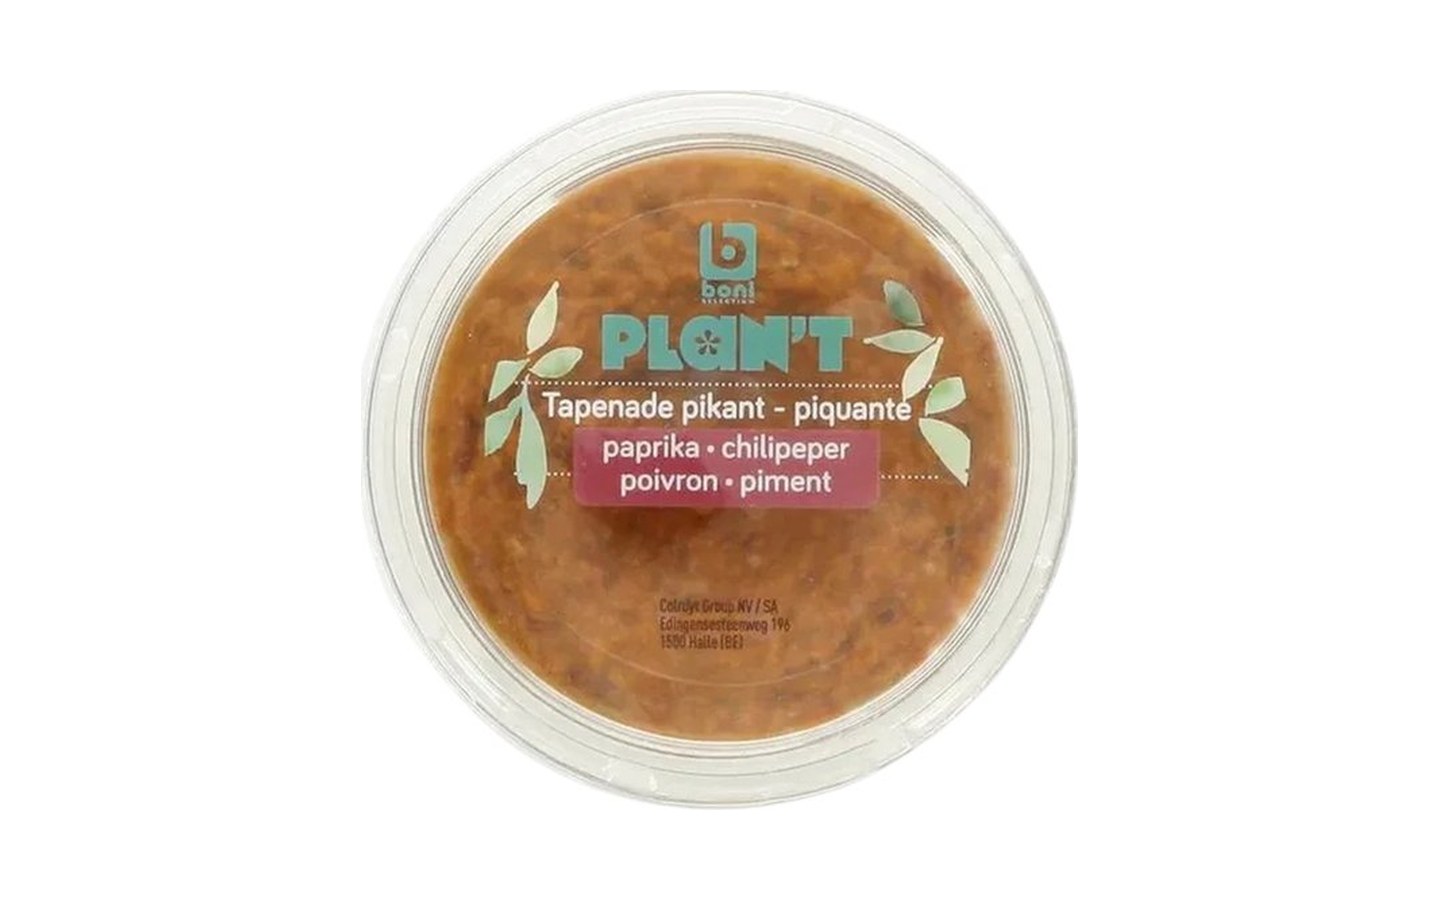 b
boni
SELECTION
PLAN'T
Tapenade pikant - piquante
paprika • chilipeper
poivron • piment
Colruyt Group NV / SA
Edingensesteenweg 196
1500 Halle (BE)